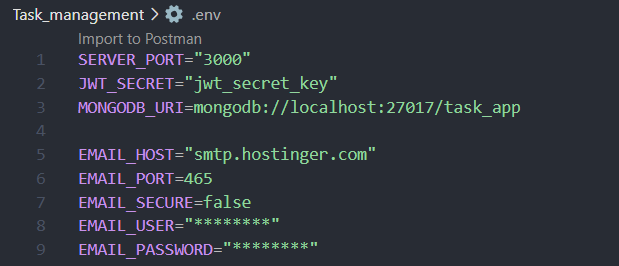 Task_management > .env
Import to Postman
1 SERVER_PORT="3000"
2 JWT_SECRET="jwt_secret_key"
3 MONGODB_URI=mongodb://localhost:27017/task_app
4
5 EMAIL_HOST="smtp.hostinger.com"
6 EMAIL_PORT=465
7 EMAIL_SECURE=false
8 EMAIL_USER="********"
9 EMAIL_PASSWORD="********"